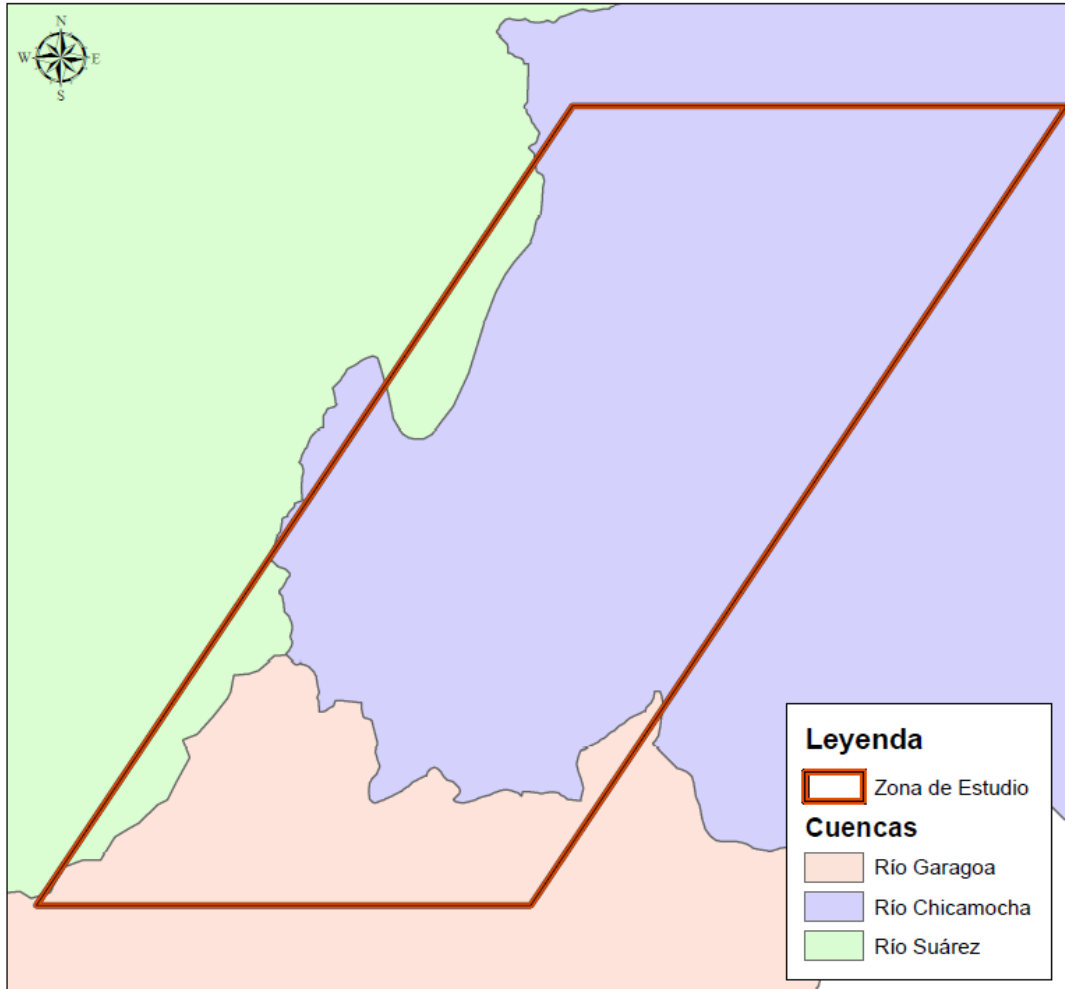 N
W E
S
Leyenda
Zona de Estudio
Cuencas
Río Garagoa
Río Chicamocha
Río Suárez